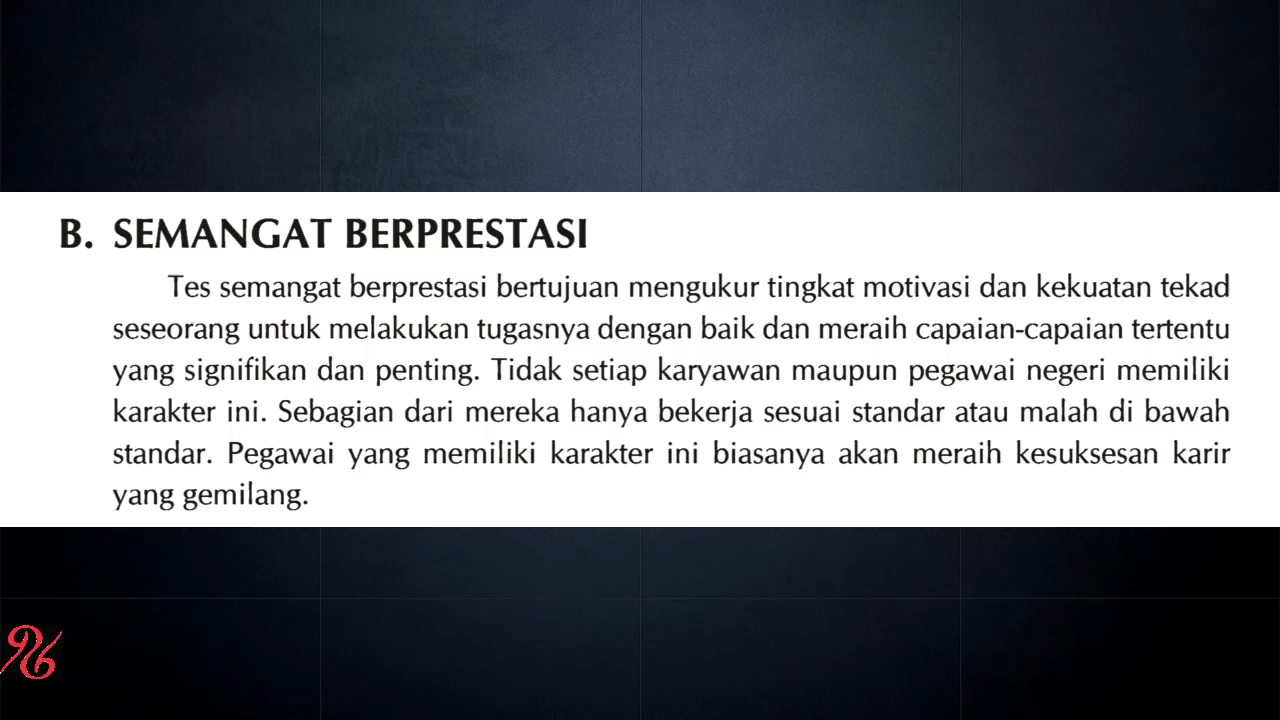 B. SEMANGAT BERPRESTASI
Tes semangat berprestasi bertujuan mengukur tingkat motivasi dan kekuatan tekad
seseorang untuk melakukan tugasnya dengan baik dan meraih capaian-capaian tertentu
yang signifikan dan penting. Tidak setiap karyawan maupun pegawai negeri memiliki
karakter ini. Sebagian dari mereka hanya bekerja sesuai standar atau malah di bawah
standar. Pegawai yang memiliki karakter ini biasanya akan meraih kesuksesan karir
yang gemilang.